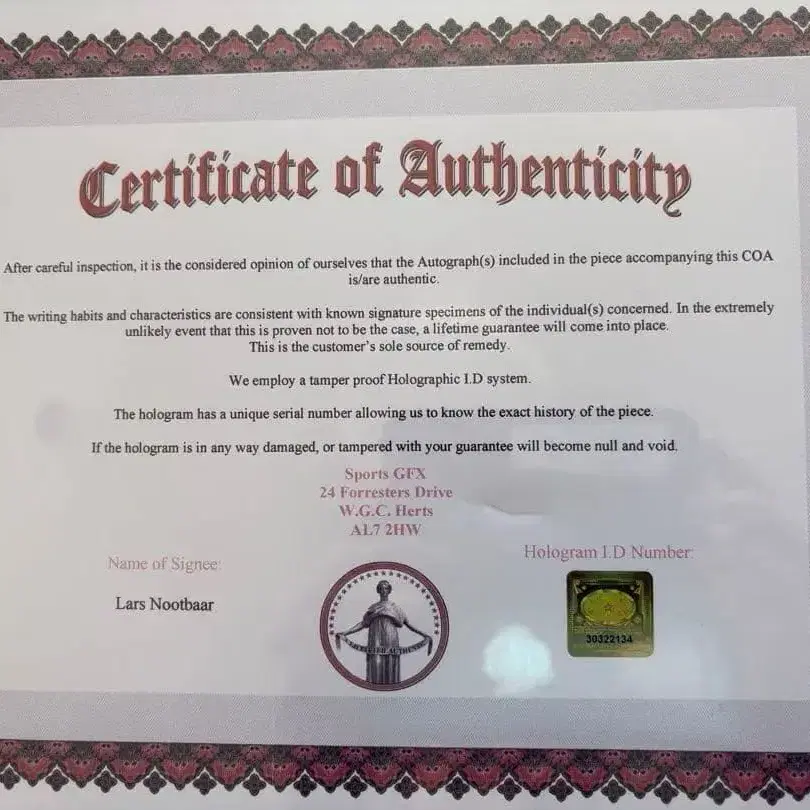 Certificate of Authenticity
After careful inspection, it is the considered opinion of ourselves that the Autograph(s) included in the piece accompanying this COA
is/are authentic.
The writing habits and characteristics are consistent with known signature specimens of the individual(s) concerned. In the extremely
unlikely event that this is proven not to be the case, a lifetime guarantee will come into place.
This is the customer's sole source of remedy.
We employ a tamper proof Holographic I.D system.
The hologram has a unique serial number allowing us to know the exact history of the piece.
If the hologram is in any way damaged, or tampered with your guarantee will become null and void.
Sports GFX
24 Forresters Drive
W.G.C. Herts
AL7 2HW
Name of Signee:
Lars Nootbaar
Hologram I.D Number:
30322134